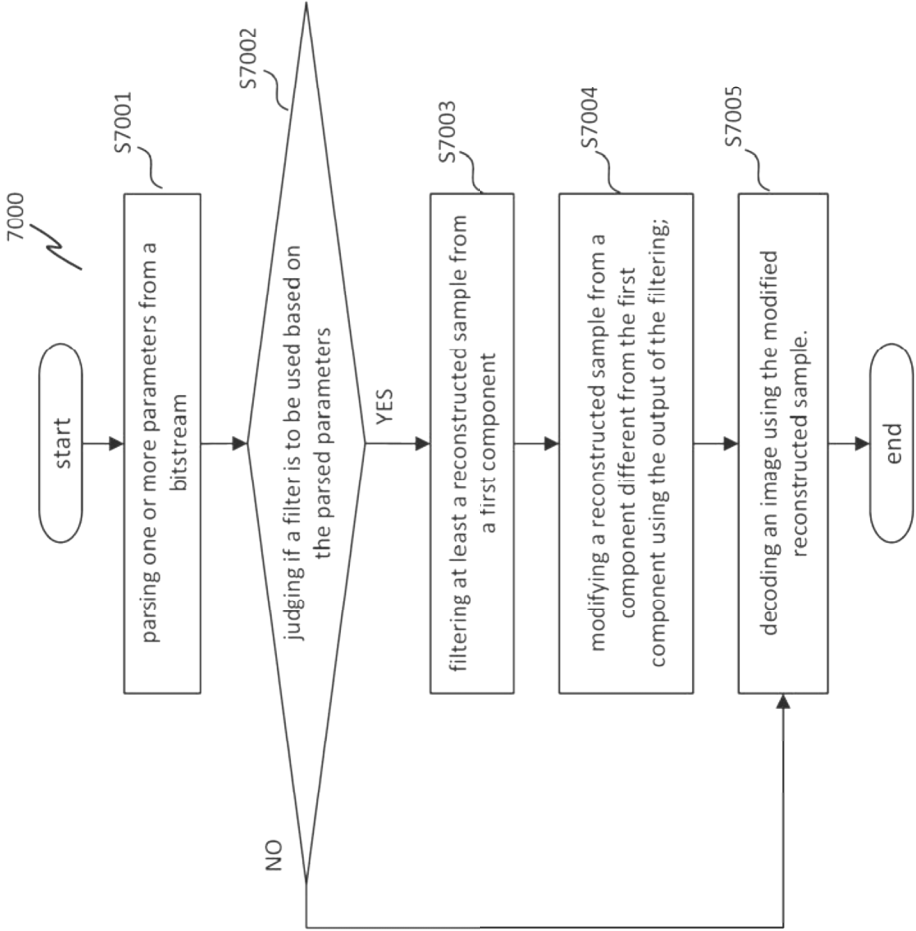 7000
start
S7001
parsing one or more parameters from a
bitstream
S7002
judging if a filter is to be used based on
the parsed parameters
NO
YES
S7003
filtering at least a reconstructed sample from
a first component
S7004
modifying a reconstructed sample from a
component different from the first
component using the output of the filtering;
S7005
decoding an image using the modified
reconstructed sample.
end